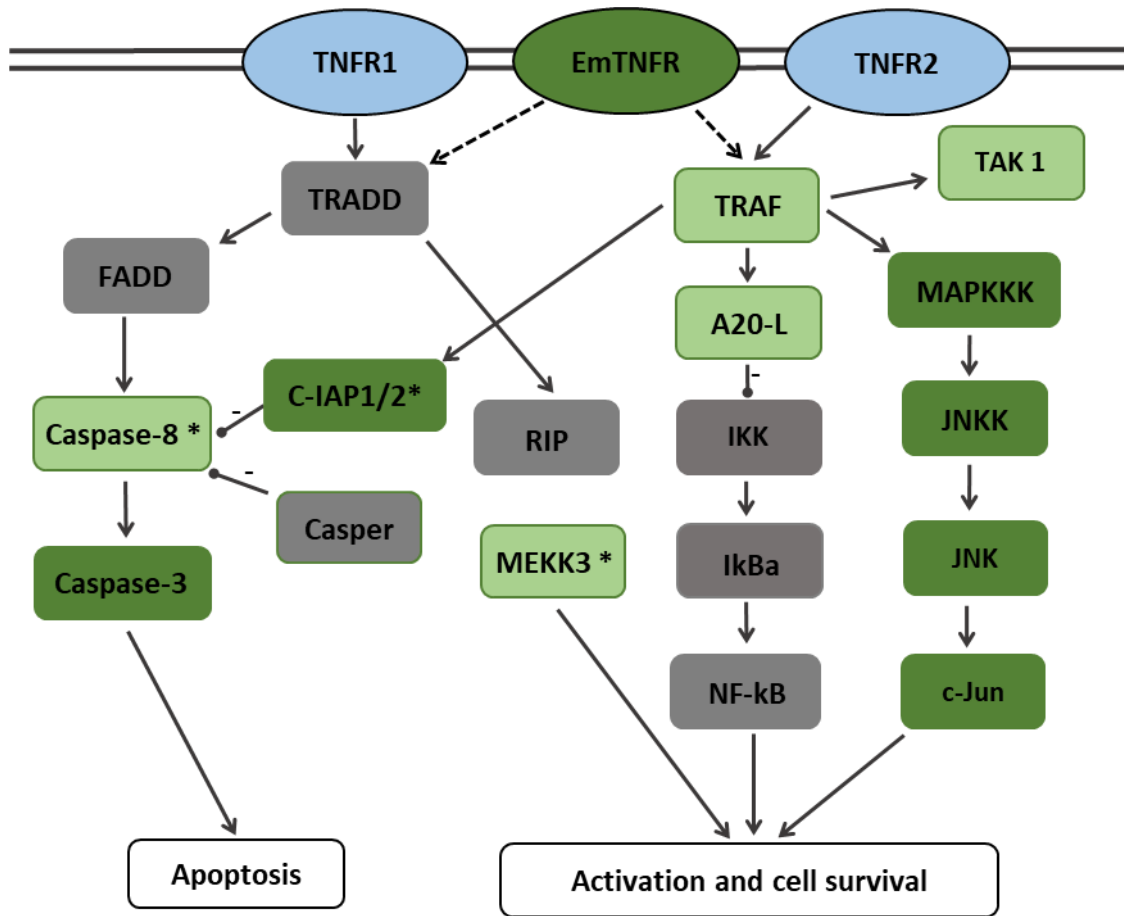 TNFR1
EmTNFR
TNFR2
TAK 1
TRADD
TRAF
FADD
MAPKKK
A20-L
-
C-IAP1/2*
-
Caspase-8 *
RIP
IKK
JNKK
-
Casper
MEKK3 *
IkBa
JNK
Caspase-3
NF-kB
c-Jun
Apoptosis
Activation and cell survival